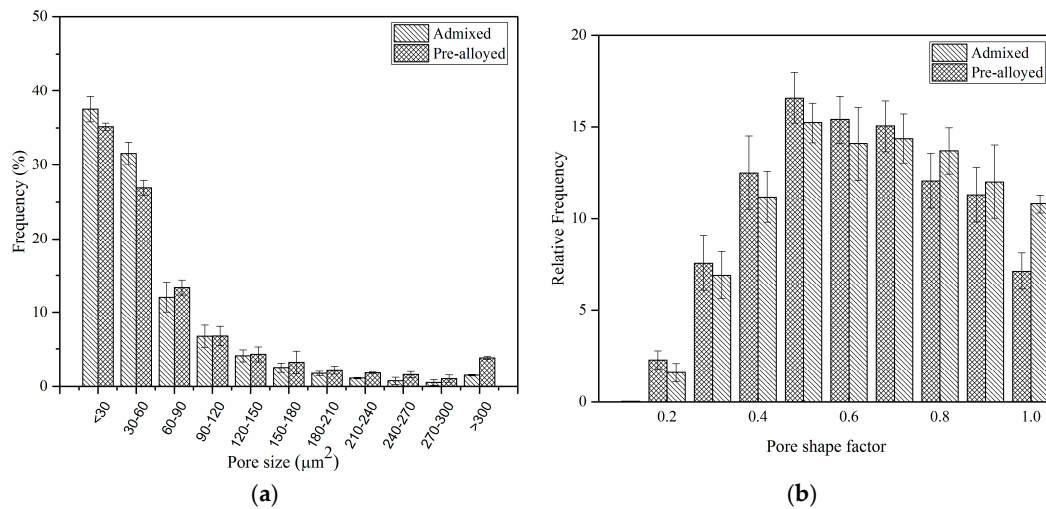 50
40
30
20
10
0
Frequency (%)
Admixed
Pre-alloyed
<30
30-60
60-90
90-120
120-150
150-180
180-210
210-240
240-270
270-300
>300
Pore size (μm²)
(a)
20
15
10
5
0
Relative Frequency
Admixed
Pre-alloyed
0.2
0.4
0.6
0.8
1.0
Pore shape factor
(b)